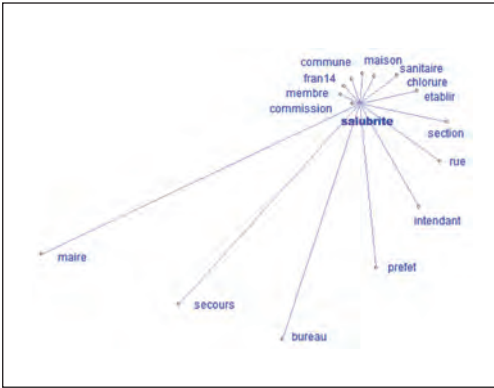 commune
maison
fran14
sanitaire
membre
chlorure
commission
etablir
salubrite
section
rue
intendant
maire
prefet
secours
bureau